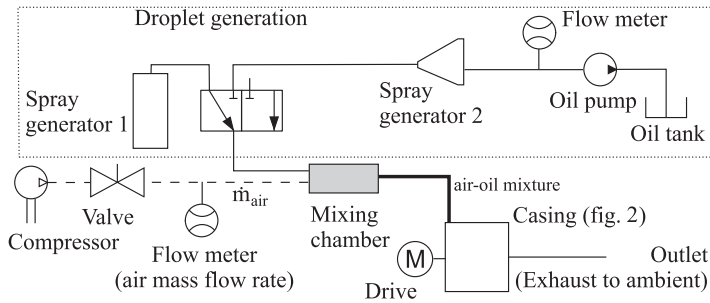 Droplet generation
Flow meter
Spray
generator 1
Spray
generator 2
Oil pump
Oil tank
ṁair
air-oil mixture
Valve
Compressor
Flow meter
(air mass flow rate)
Mixing
chamber
Casing (fig. 2)
M
Drive
Outlet
(Exhaust to ambient)